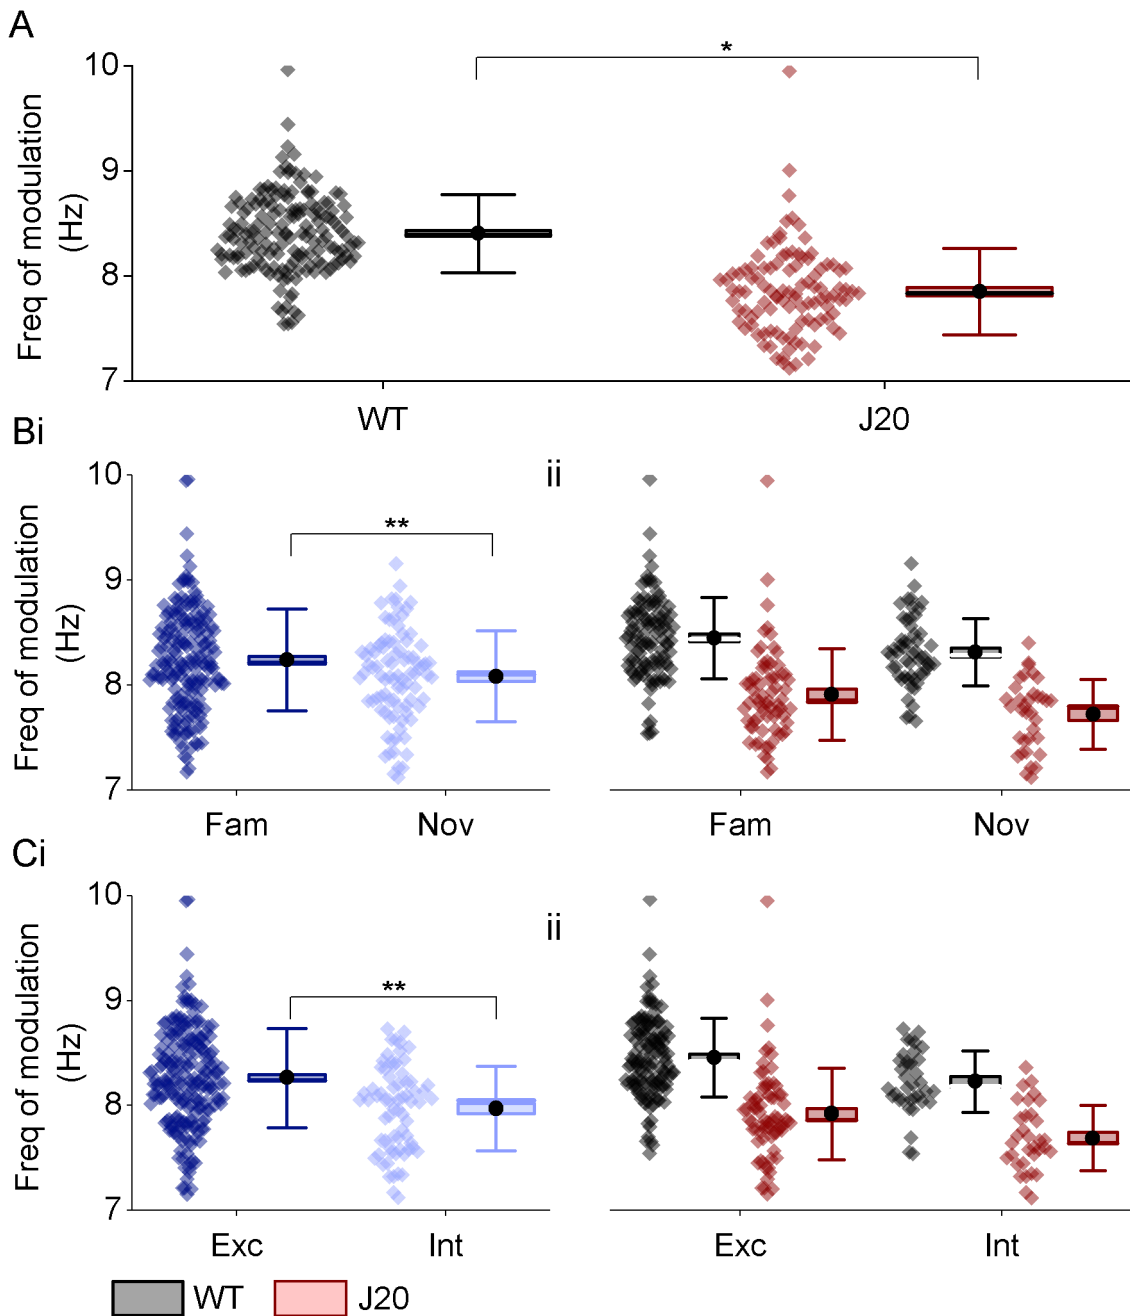 A
*
Freq of modulation
(Hz)
10
9
8
7
WT
J20
Bi
ii
**
Freq of modulation
(Hz)
10
9
8
7
Fam
Nov
Fam
Nov
Ci
ii
**
Freq of modulation
(Hz)
10
9
8
7
Exc
Int
Exc
Int
WT
J20